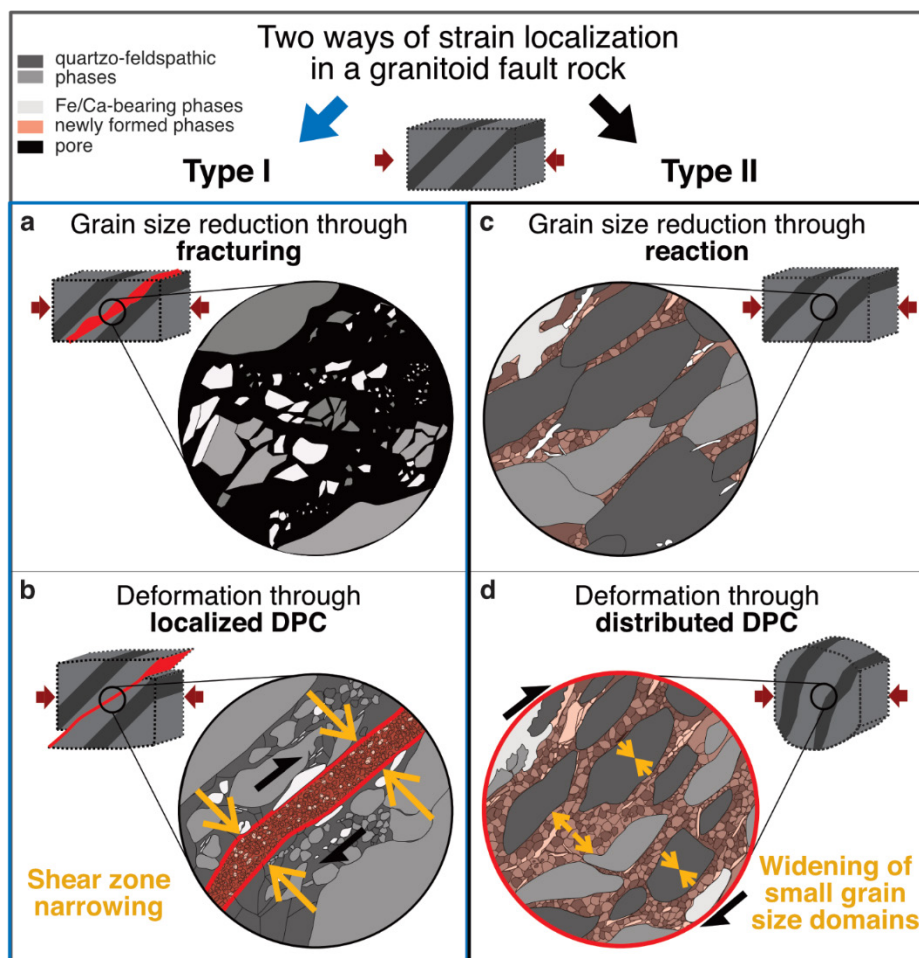 Two ways of strain localization
in a granitoid fault rock
quartzo-feldspathic
phases
Fe/Ca-bearing phases
newly formed phases
pore
Type I
Type II
a
Grain size reduction through
fracturing
c
Grain size reduction through
reaction
b
Deformation through
localized DPC
Shear zone
narrowing
d
Deformation through
distributed DPC
Widening of
small grain
size domains